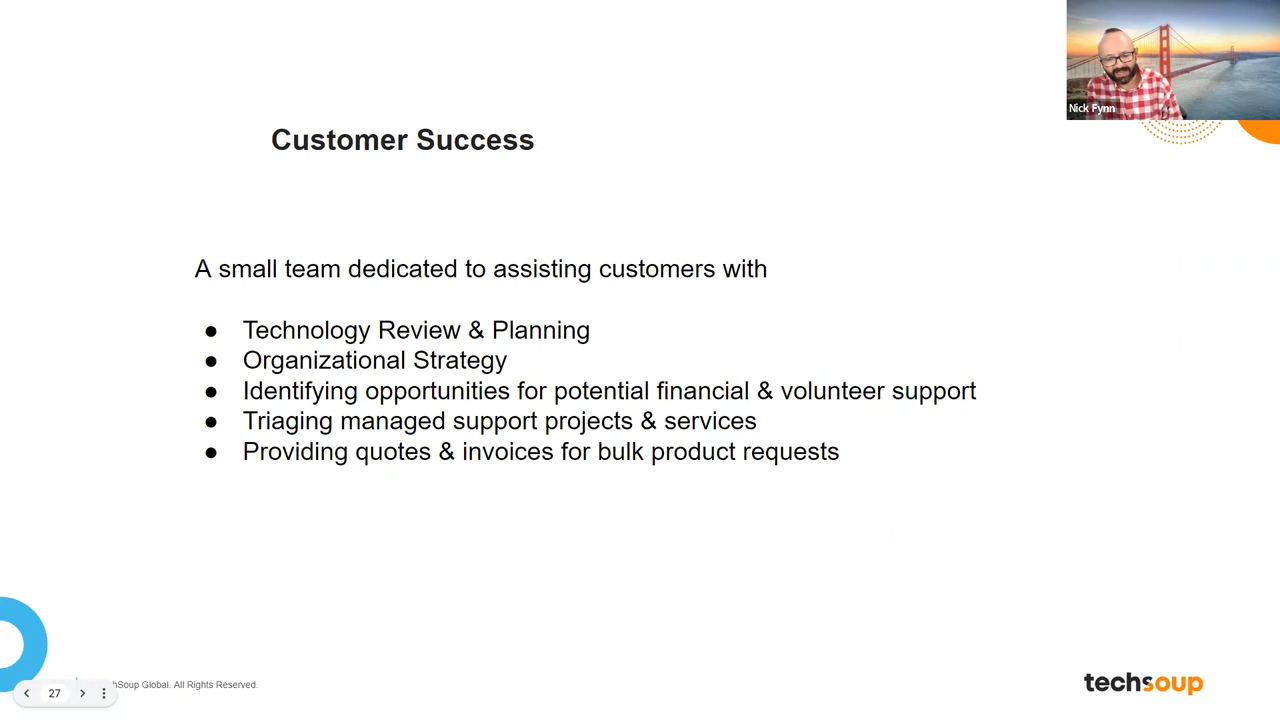 Nick Fynn
Customer Success
A small team dedicated to assisting customers with
● Technology Review & Planning
● Organizational Strategy
● Identifying opportunities for potential financial & volunteer support
● Triaging managed support projects & services
● Providing quotes & invoices for bulk product requests
Soup Global. All Rights Reserved.
27
techsoup